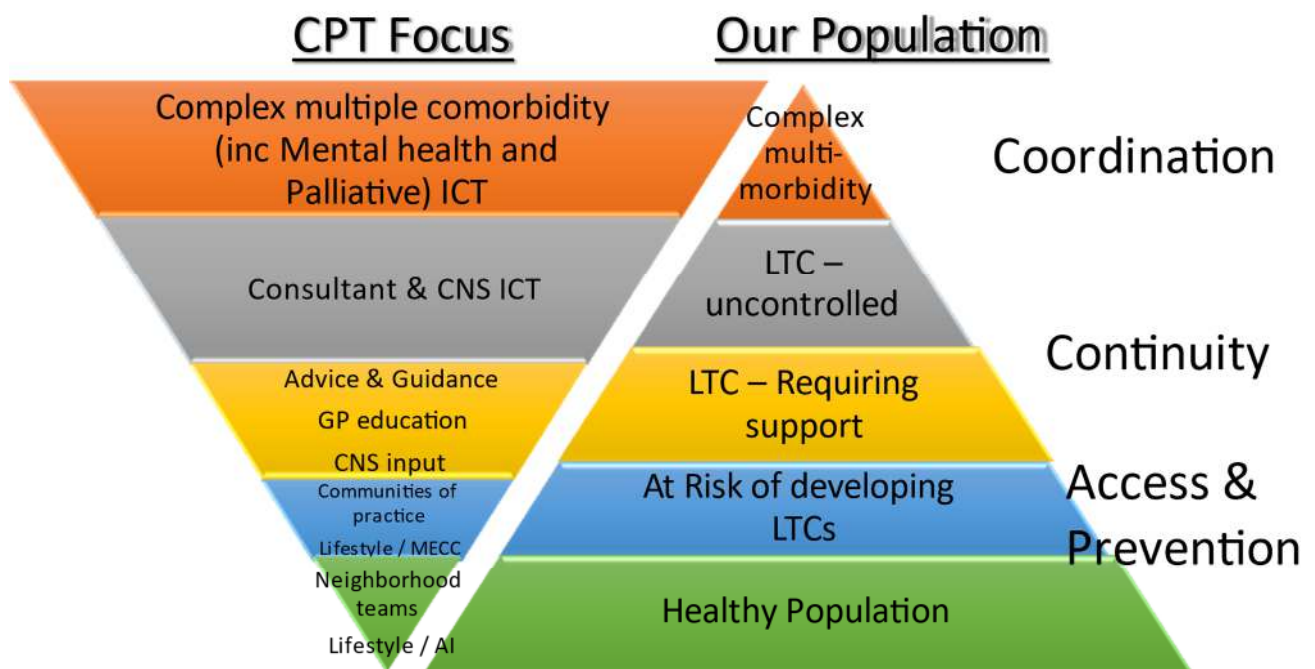 CPT Focus
Our Population
Complex multiple comorbidity
(inc Mental health and
Palliative) ICT
Consultant & CNS ICT
Advice & Guidance
GP education
CNS input
Communities of
practice
Lifestyle / MECC
Neighborhood
teams
Lifestyle / AI
Complex
multi-
morbidity
LTC –
uncontrolled
LTC – Requiring
support
At Risk of developing
LTCs
Healthy Population
Coordination
Continuity
Access &
Prevention